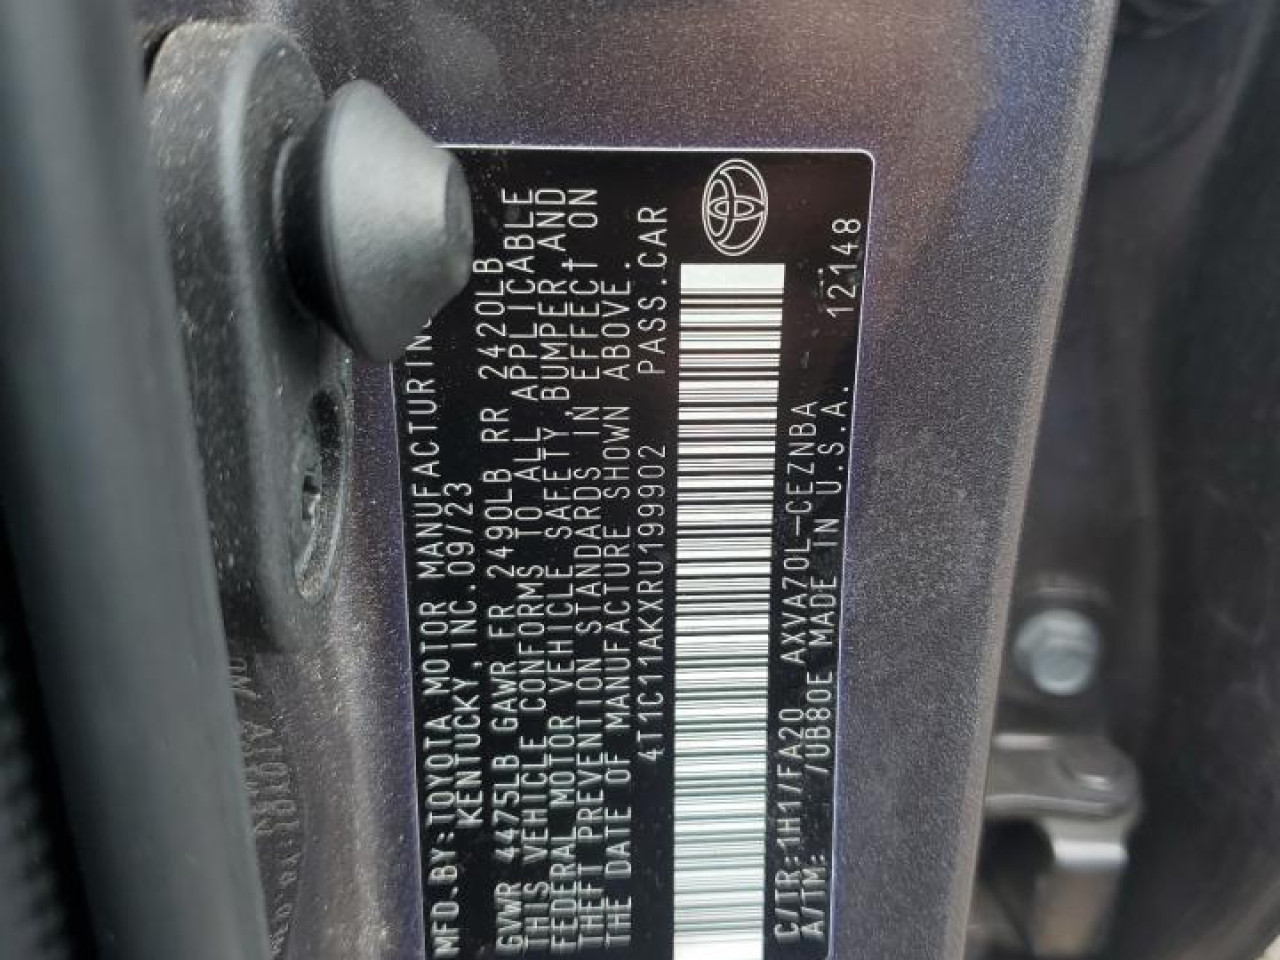 MFD.BY:TOYOTA MOTOR MANUFACTURING
KENTUCKY, INC. 09/23
GVWR 4475LB GAWR FR 2490LB RR 2420LB
THIS VEHICLE CONFORMS TO ALL APPLICABLE
FEDERAL MOTOR VEHICLE SAFETY, BUMPER, AND
THEFT PREVENTION STANDARDS IN EFFECT ON
THE DATE OF MANUFACTURE SHOWN ABOVE.
4T1C11AKXRU199902 PASS.CAR
C/TR:1H1/FA20 AXVA70L-CEZNBA
A/TM: /UB80E MADE IN U.S.A. 12148